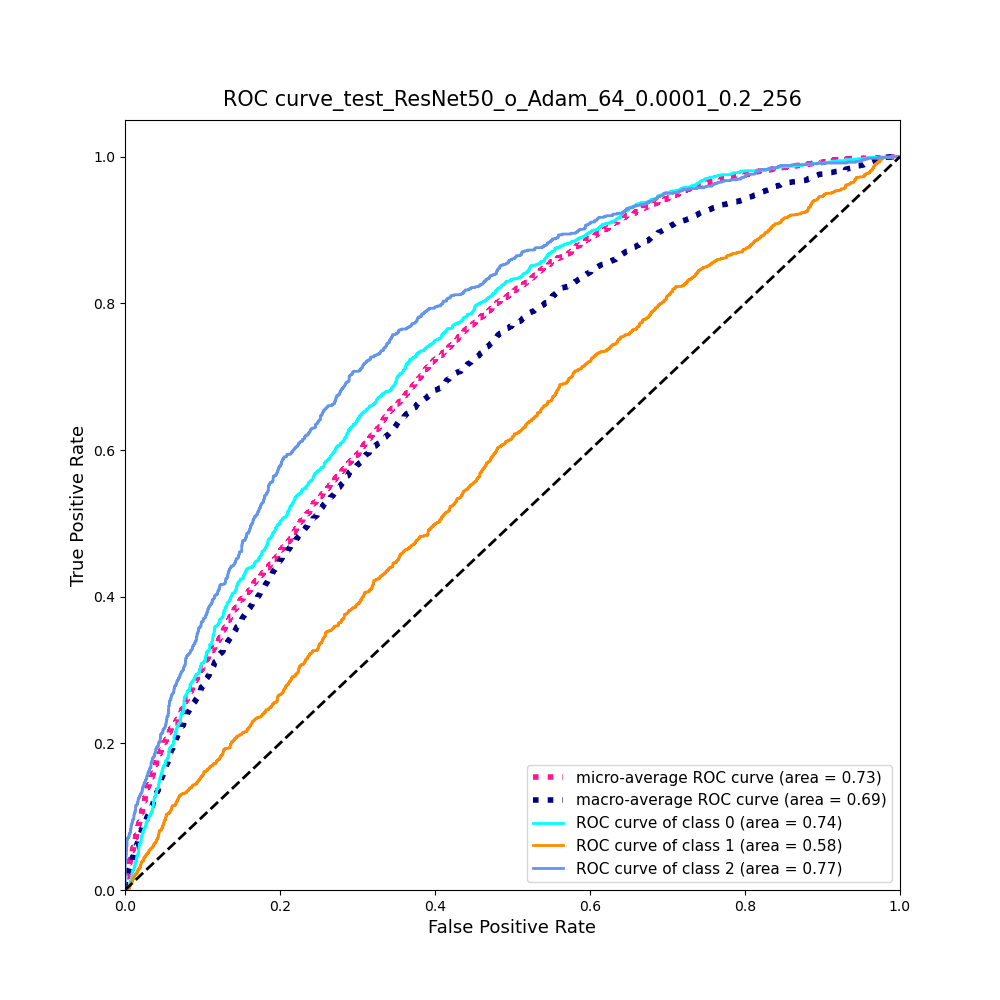 ROC curve_test_ResNet50_o_Adam_64_0.0001_0.2_256
True Positive Rate
1.0
0.8
0.6
0.4
0.2
0.0
0.0 0.2 0.4 0.6 0.8 1.0
False Positive Rate
micro-average ROC curve (area = 0.73)
macro-average ROC curve (area = 0.69)
ROC curve of class 0 (area = 0.74)
ROC curve of class 1 (area = 0.58)
ROC curve of class 2 (area = 0.77)